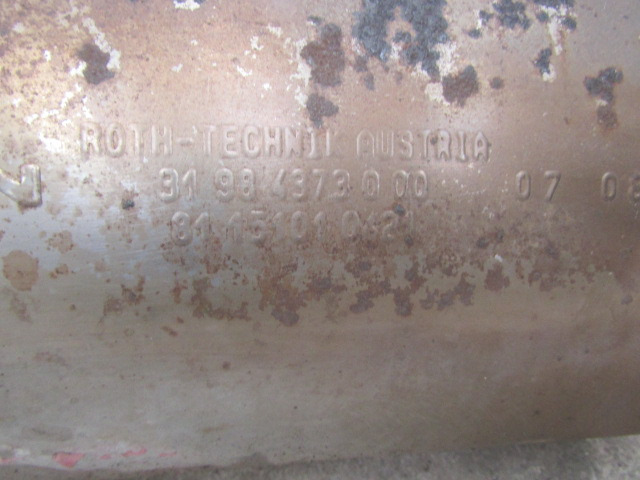 ROTH-TECHNIK AUSTRIA
31 98 4373 0 00 07 08
81.15101.0421